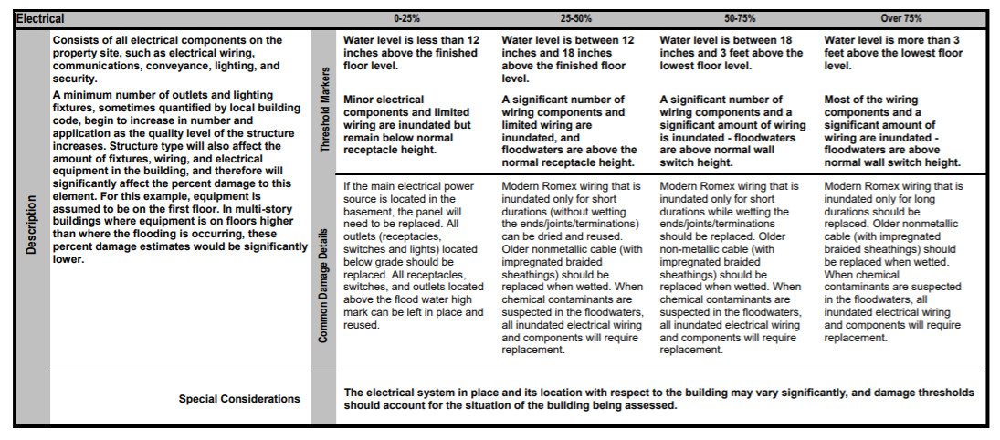 Electrical
0-25%
25-50%
50-75%
Over 75%
Description
Consists of all electrical components on the
property site, such as electrical wiring,
communications, conveyance, lighting, and
security.
A minimum number of outlets and lighting
fixtures, sometimes quantified by local building
code, begin to increase in number and
application as the quality level of the structure
increases. Structure type will also affect the
amount of fixtures, wiring, and electrical
equipment in the building, and therefore will
significantly affect the percent damage to this
element. For this example, equipment is
assumed to be on the first floor. In multi-story
buildings where equipment is on floors higher
than where the flooding is occurring, these
percent damage estimates would be significantly
lower.
Threshold Markers
Water level is less than 12
inches above the finished
floor level.
Minor electrical
components and limited
wiring are inundated but
remain below normal
receptacle height.
Water level is between 12
inches and 18 inches
above the finished floor
level.
A significant number of
wiring components and
limited wiring are
inundated, and
floodwaters are above the
normal receptacle height.
Water level is between 18
inches and 3 feet above the
lowest floor level.
A significant number of
wiring components and a
significant amount of wiring
is inundated - floodwaters
are above normal wall
switch height.
Water level is more than 3
feet above the lowest floor
level.
Most of the wiring
components and a
significant amount of
wiring are inundated -
floodwaters are above
normal wall switch height.
Common Damage Details
If the main electrical power
source is located in the
basement, the panel will
need to be replaced. All
outlets (receptacles,
switches and lights) located
below grade should be
replaced. All receptacles,
switches, and outlets located
above the flood water high
mark can be left in place and
reused.
Modern Romex wiring that is
inundated only for short
durations (without wetting
the ends/joints/terminations)
can be dried and reused.
Older nonmetallic cable (with
impregnated braided
sheathings) should be
replaced when wetted. When
chemical contaminants are
suspected in the floodwaters,
all inundated electrical wiring
and components will require
replacement.
Modern Romex wiring that is
inundated only for short
durations while wetting the
ends/joints/terminations
should be replaced. Older
non-metallic cable (with
impregnated braided
sheathings) should be
replaced when wetted. When
chemical contaminants are
suspected in the floodwaters,
all inundated electrical wiring
and components will require
replacement.
Modern Romex wiring that is
inundated only for long
durations should be
replaced. Older nonmetallic
cable (with impregnated
braided sheathings) should
be replaced when wetted.
When chemical
contaminants are suspected
in the floodwaters, all
inundated electrical wiring
and components will require
replacement.
Special Considerations
The electrical system in place and its location with respect to the building may vary significantly, and damage thresholds
should account for the situation of the building being assessed.